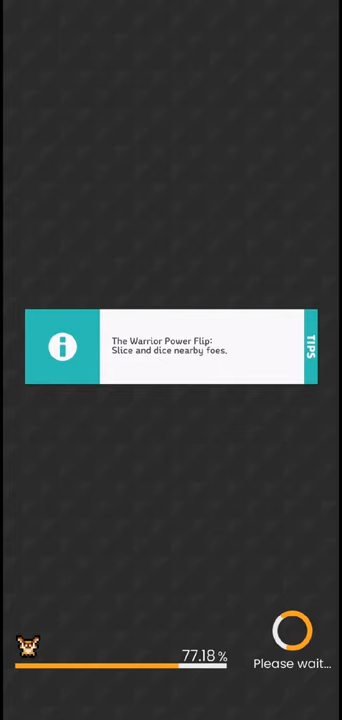 The Warrior Power Flip:
Slice and dice nearby foes.
TIPS
77.18 %
Please wait...